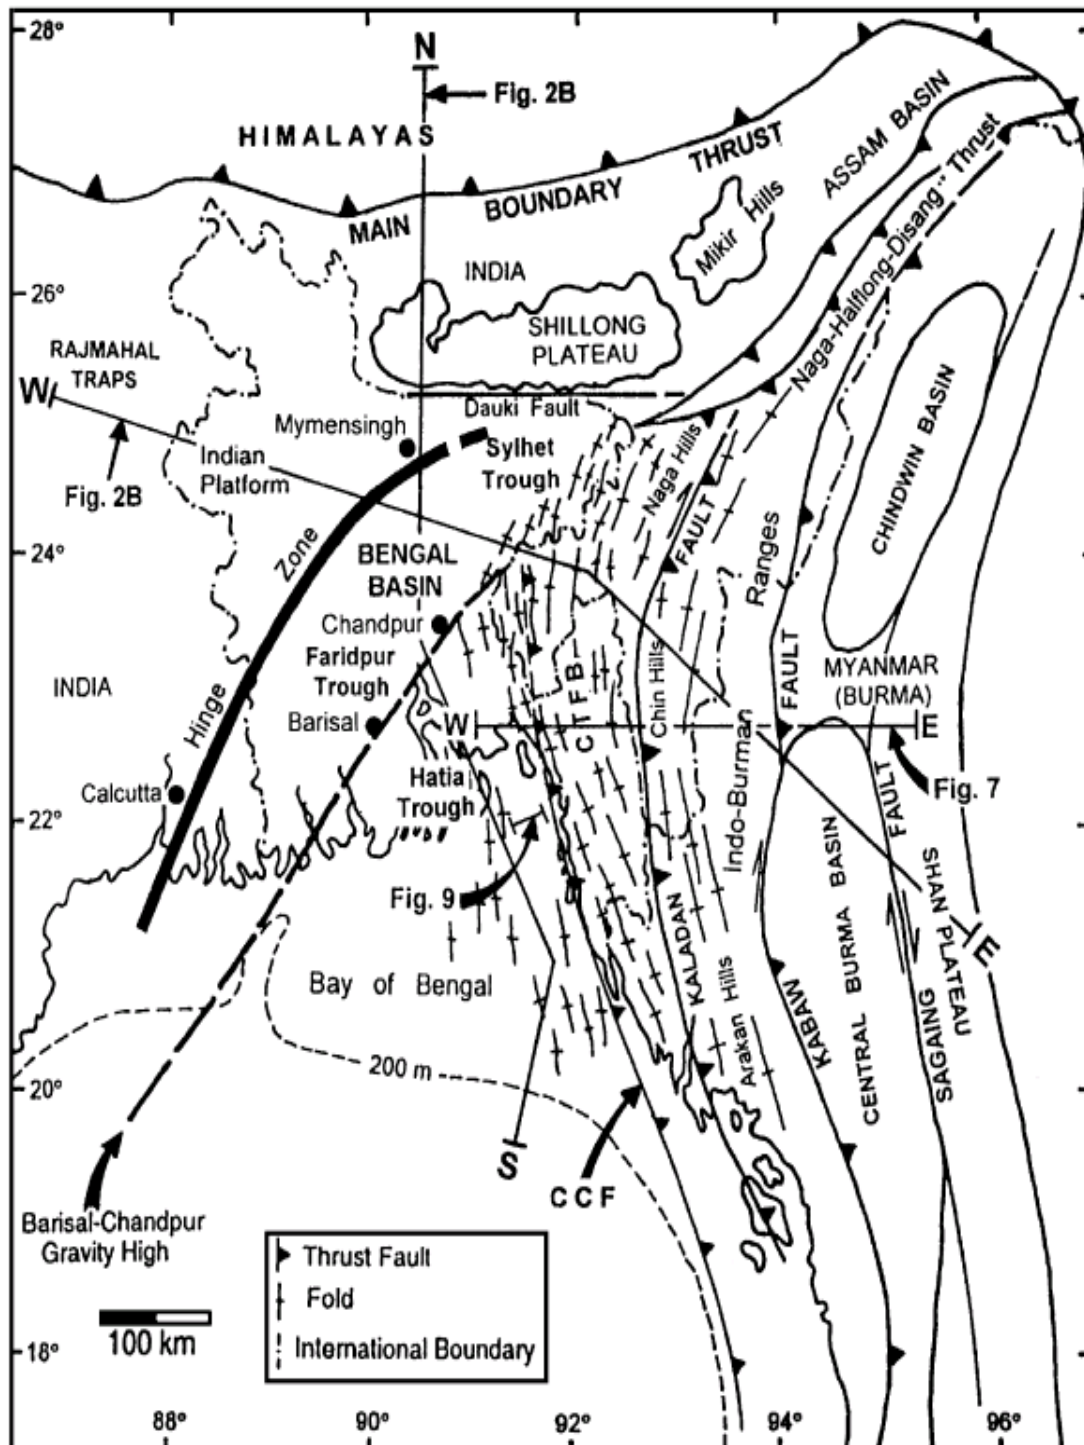 28°
N
Fig. 2B
HIMALAYAS
MAIN BOUNDARY THRUST
ASSAM BASIN
Mikir Hills
Naga-Halflong-Disang" Thrust
INDIA
26°
SHILLONG
PLATEAU
RAJMAHAL
TRAPS
W
Dauki Fault
Mymensingh
Sylhet
Trough
Indian
Platform
Fig. 2B
Naga Hills
CHINDWIN BASIN
24°
BENGAL
BASIN
Hinge Zone
FAULT
Ranges
Chandpur
Faridpur
Trough
INDIA
Barisal
CTFB
Chin Hills
FAULT
MYANMAR
(BURMA)
W
E
Hatia
Trough
Calcutta
Indo-Burman
FAULT
Fig. 7
22°
Fig. 9
SHAN PLATEAU
E
Bay of Bengal
KALADAN
Arakan Hills
KABAW
CENTRAL BURMA BASIN
SAGAING
20°
200 m
S
CCF
Barisal-Chandpur
Gravity High
Thrust Fault
Fold
International Boundary
100 km
18°
88°
90°
92°
94°
96°